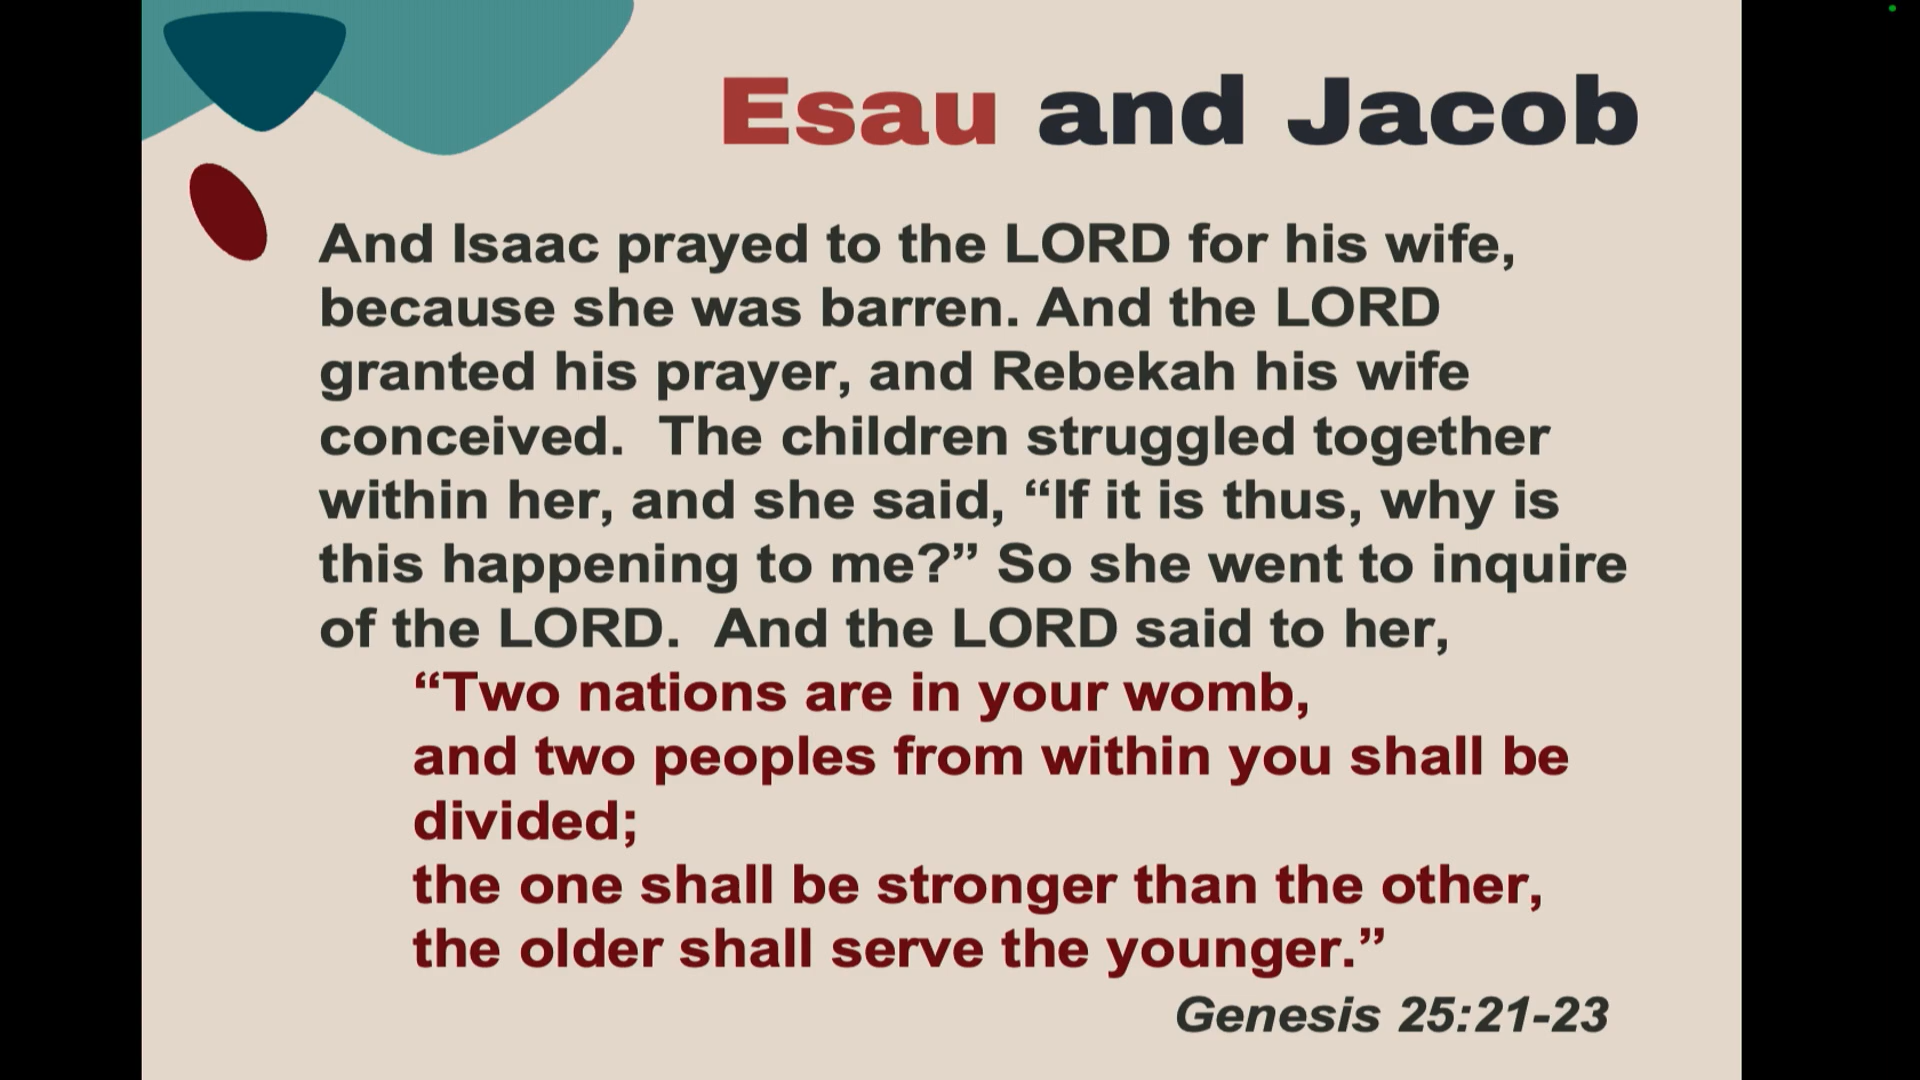 Esau and Jacob
And Isaac prayed to the LORD for his wife,
because she was barren. And the LORD
granted his prayer, and Rebekah his wife
conceived.  The children struggled together
within her, and she said, “If it is thus, why is
this happening to me?” So she went to inquire
of the LORD.  And the LORD said to her,
“Two nations are in your womb,
and two peoples from within you shall be
divided;
the one shall be stronger than the other,
the older shall serve the younger.”
Genesis 25:21-23